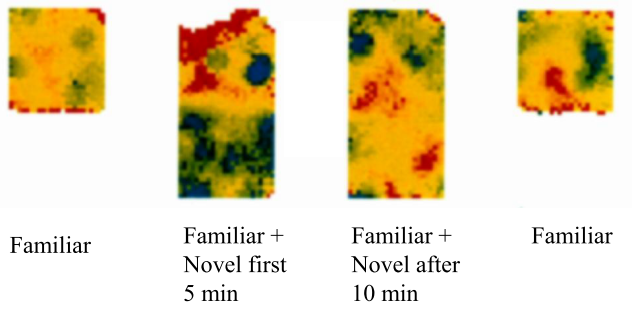 Familiar
Familiar +
Novel first
5 min
Familiar +
Novel after
10 min
Familiar